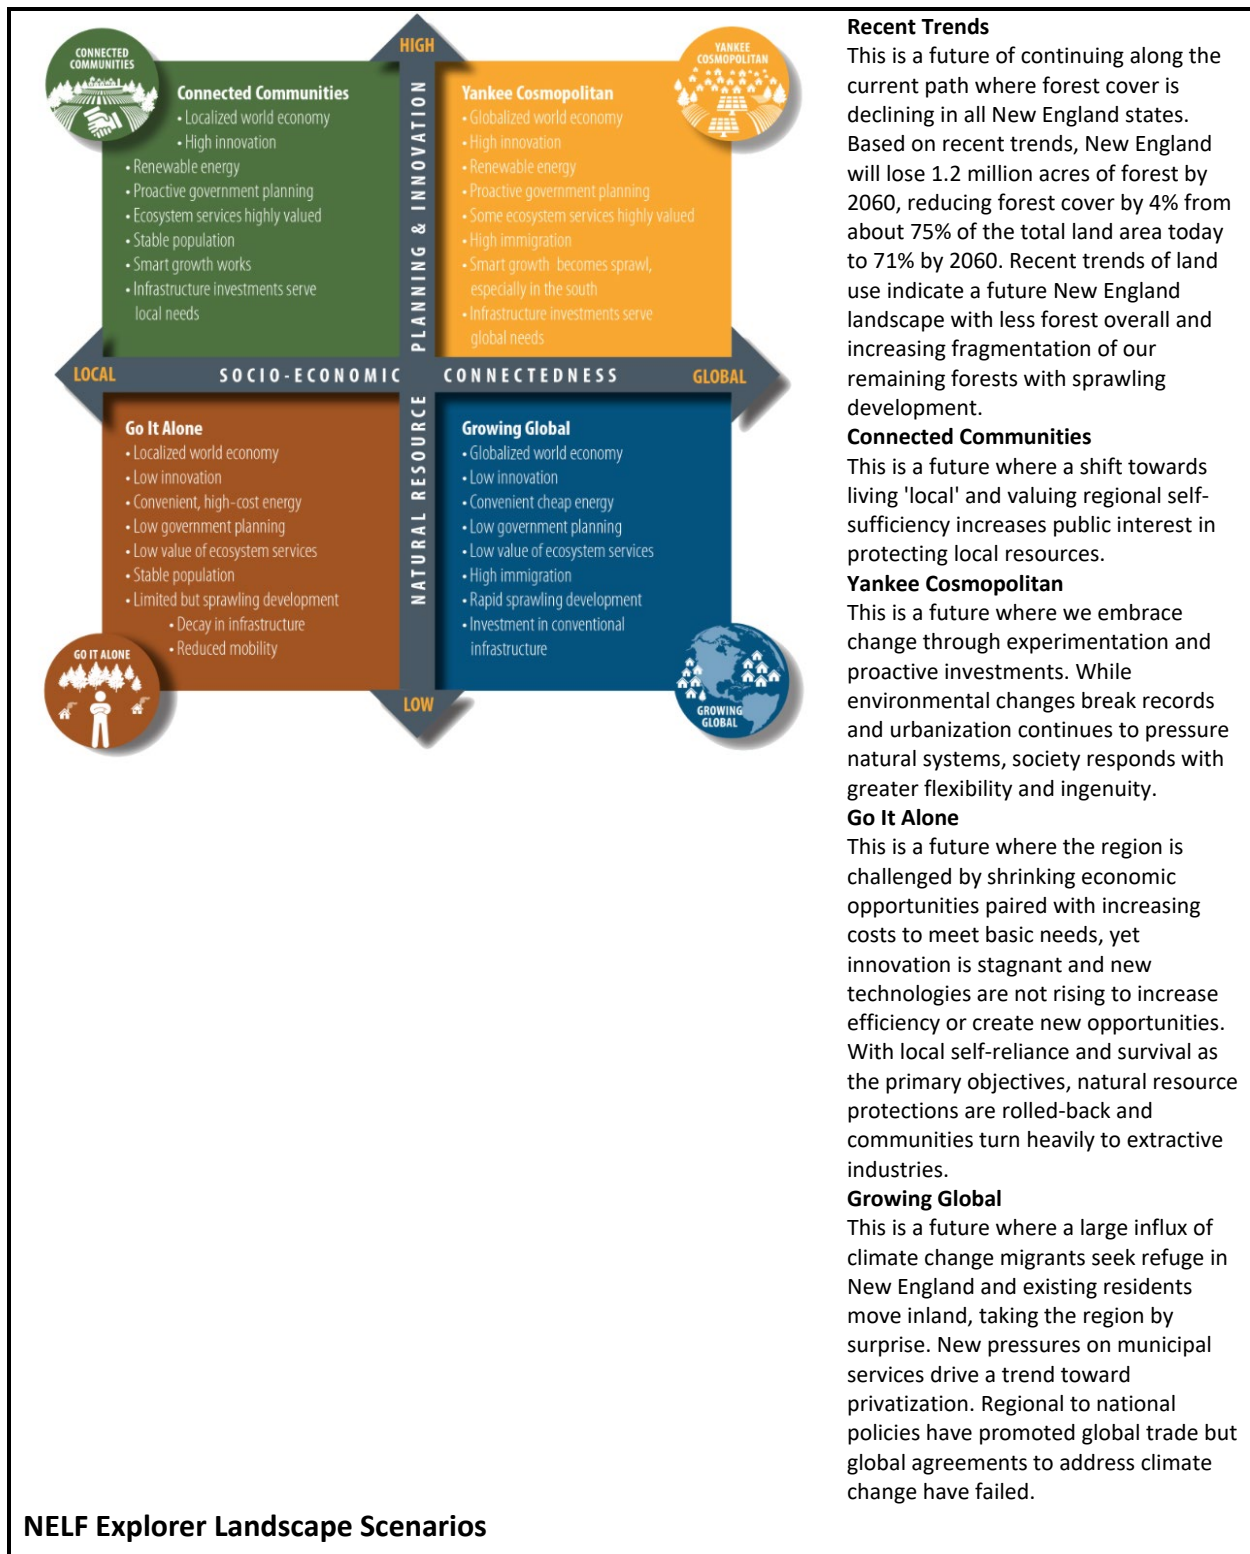 CONNECTED
COMMUNITIES
HIGH
YANKEE
COSMOPOLITAN
Connected Communities
• Localized world economy
• High innovation
• Renewable energy
• Proactive government planning
• Ecosystem services highly valued
• Stable population
• Smart growth works
• Infrastructure investments serve
local needs
Yankee Cosmopolitan
• Globalized world economy
• High innovation
• Renewable energy
• Proactive government planning
• Some ecosystem services highly valued
• High immigration
• Smart growth becomes sprawl,
especially in the south
• Infrastructure investments serve
global needs
NATURAL RESOURCE PLANNING & INNOVATION
LOCAL
SOCIO-ECONOMIC CONNECTEDNESS
GLOBAL
Go It Alone
• Localized world economy
• Low innovation
• Convenient, high-cost energy
• Low government planning
• Low value of ecosystem services
• Stable population
• Limited but sprawling development
• Decay in infrastructure
• Reduced mobility
Growing Global
• Globalized world economy
• Low innovation
• Convenient cheap energy
• Low government planning
• Low value of ecosystem services
• High immigration
• Rapid sprawling development
• Investment in conventional
infrastructure
GO IT ALONE
LOW
GROWING
GLOBAL
Recent Trends
This is a future of continuing along the
current path where forest cover is
declining in all New England states.
Based on recent trends, New England
will lose 1.2 million acres of forest by
2060, reducing forest cover by 4% from
about 75% of the total land area today
to 71% by 2060. Recent trends of land
use indicate a future New England
landscape with less forest overall and
increasing fragmentation of our
remaining forests with sprawling
development.
Connected Communities
This is a future where a shift towards
living 'local' and valuing regional self-
sufficiency increases public interest in
protecting local resources.
Yankee Cosmopolitan
This is a future where we embrace
change through experimentation and
proactive investments. While
environmental changes break records
and urbanization continues to pressure
natural systems, society responds with
greater flexibility and ingenuity.
Go It Alone
This is a future where the region is
challenged by shrinking economic
opportunities paired with increasing
costs to meet basic needs, yet
innovation is stagnant and new
technologies are not rising to increase
efficiency or create new opportunities.
With local self-reliance and survival as
the primary objectives, natural resource
protections are rolled-back and
communities turn heavily to extractive
industries.
Growing Global
This is a future where a large influx of
climate change migrants seek refuge in
New England and existing residents
move inland, taking the region by
surprise. New pressures on municipal
services drive a trend toward
privatization. Regional to national
policies have promoted global trade but
global agreements to address climate
change have failed.
NELF Explorer Landscape Scenarios